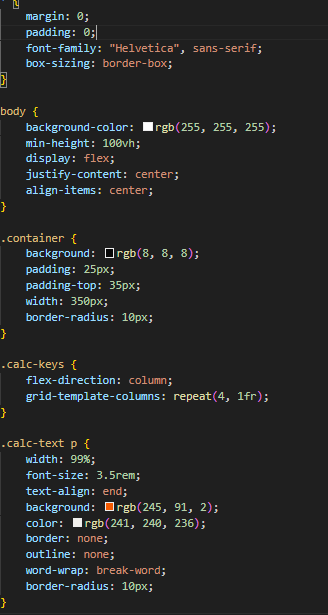 * {
margin: 0;
padding: 0;
font-family: "Helvetica", sans-serif;
box-sizing: border-box;
}
body {
background-color: rgb(255, 255, 255);
min-height: 100vh;
display: flex;
justify-content: center;
align-items: center;
}
.container {
background: rgb(8, 8, 8);
padding: 25px;
padding-top: 35px;
width: 350px;
border-radius: 10px;
}
.calc-keys {
flex-direction: column;
grid-template-columns: repeat(4, 1fr);
}
.calc-text p {
width: 99%;
font-size: 3.5rem;
text-align: end;
background: rgb(245, 91, 2);
color: rgb(241, 240, 236);
border: none;
outline: none;
word-wrap: break-word;
border-radius: 10px;
}